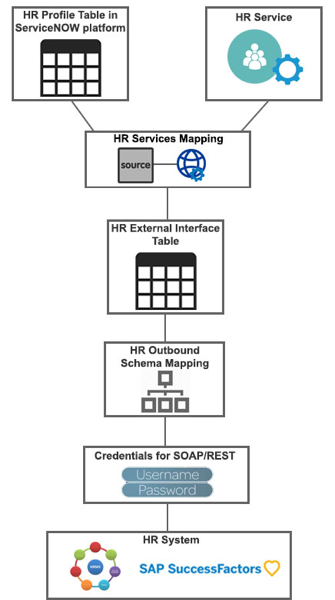 HR Profile Table in
ServiceNOW platform
HR Service
HR Services Mapping
source
HR External Interface
Table
HR Outbound
Schema Mapping
Credentials for SOAP/REST
Username
Password
HR System
HRMS
SAP SuccessFactors